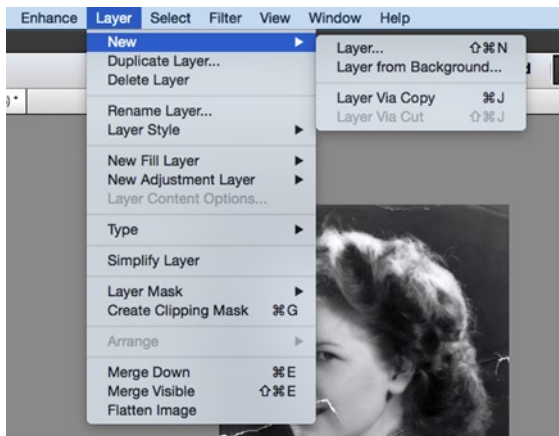 Enhance Layer Select Filter View Window Help
New
Duplicate Layer...
Delete Layer
Rename Layer...
Layer Style
New Fill Layer
New Adjustment Layer
Layer Content Options...
Type
Simplify Layer
Layer Mask
Create Clipping Mask ⌘G
Arrange
Merge Down ⌘E
Merge Visible ⇧⌘E
Flatten Image
Layer... ⇧⌘N
Layer from Background...
Layer Via Copy ⌘J
Layer Via Cut ⇧⌘J